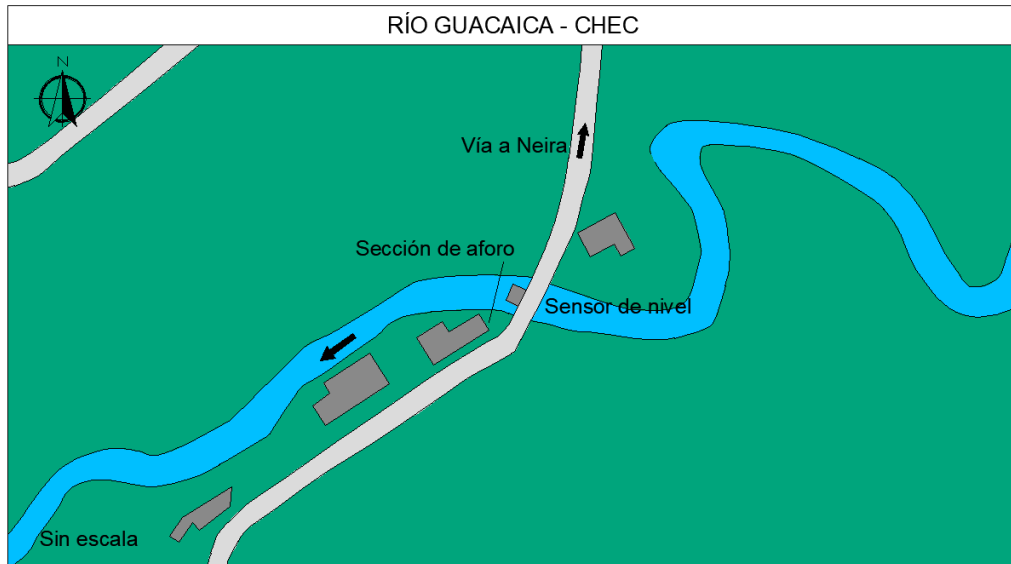 RÍO GUACAICA - CHEC
N
Vía a Neira
Sección de aforo
Sensor de nivel
Sin escala